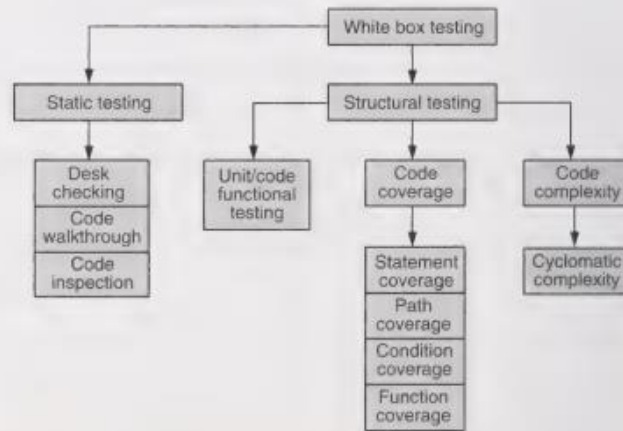 White box testing
Static testing
Structural testing
Desk
checking
Code
walkthrough
Code
inspection
Unit/code
functional
testing
Code
coverage
Statement
coverage
Path
coverage
Condition
coverage
Function
coverage
Code
complexity
Cyclomatic
complexity